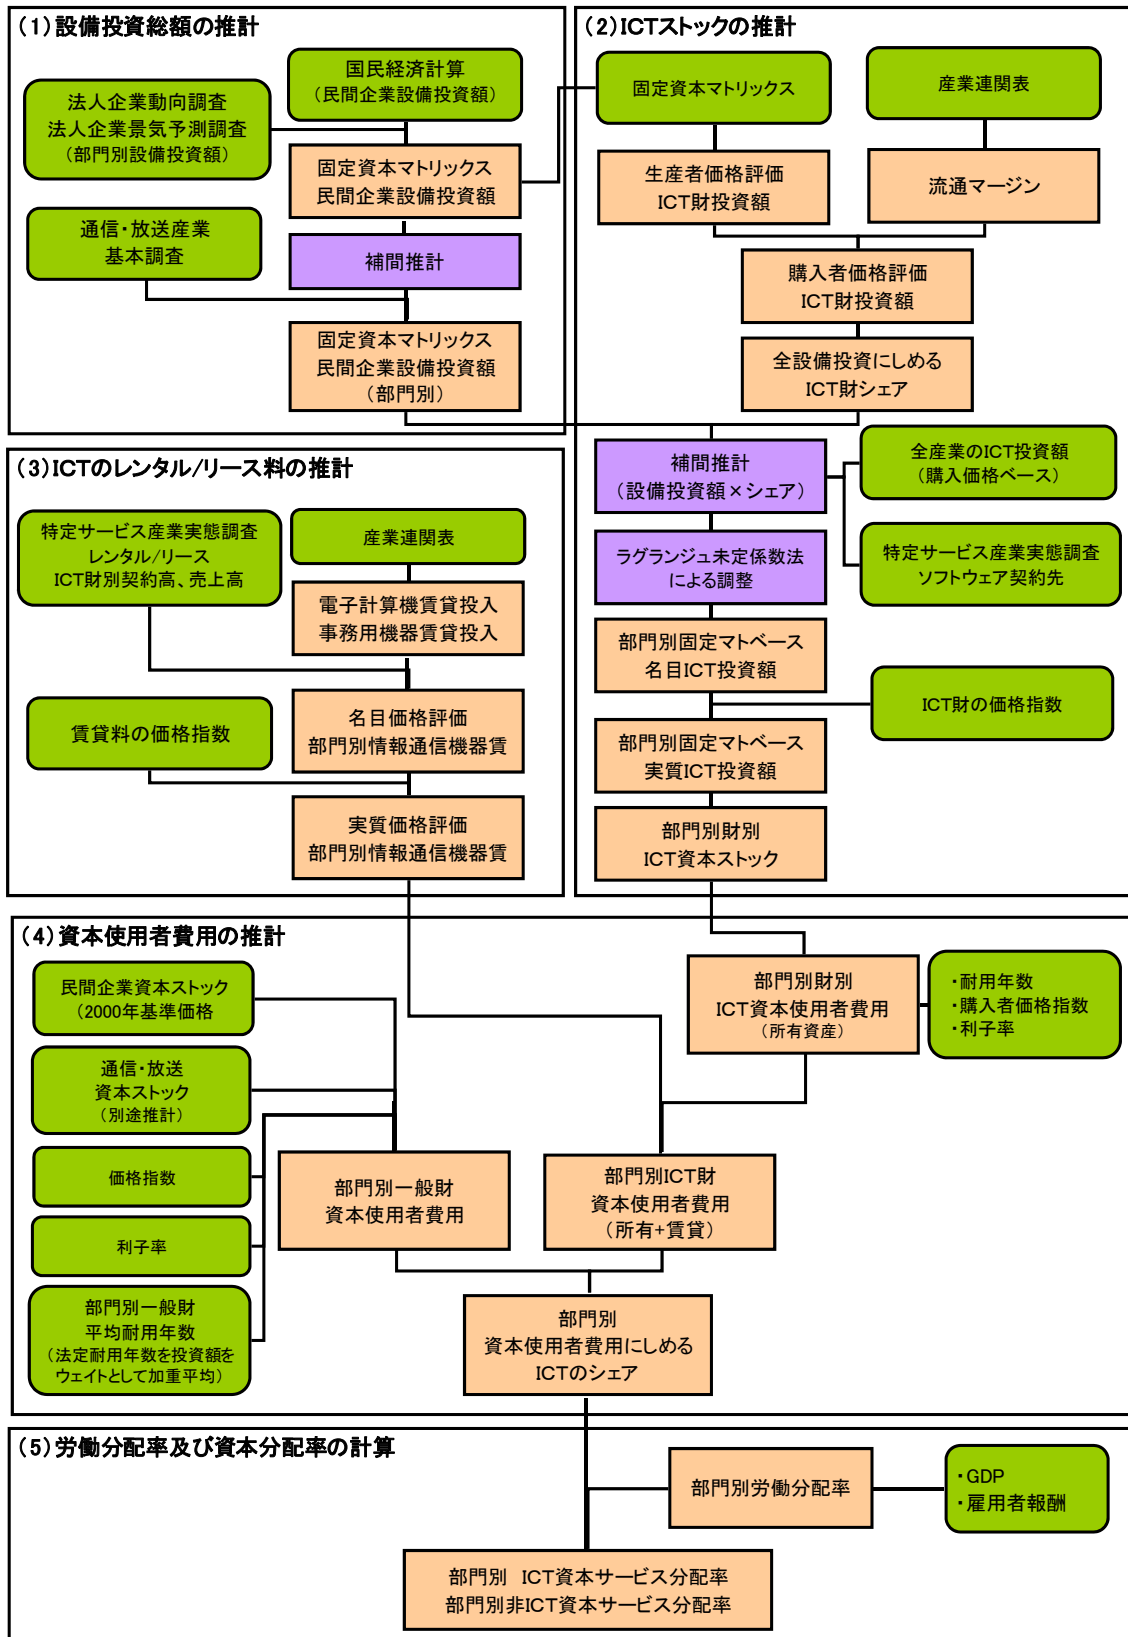 (1)設備投資総額の推計
国民経済計算
(民間企業設備投資額)
法人企業動向調査
法人企業景気予測調査
(部門別設備投資額)
固定資本マトリックス
民間企業設備投資額
通信・放送産業
基本調査
補間推計
固定資本マトリックス
民間企業設備投資額
(部門別)
(2)ICTストックの推計
固定資本マトリックス
産業連関表
生産者価格評価
ICT財投資額
流通マージン
購入者価格評価
ICT財投資額
全設備投資にしめる
ICT財シェア
補間推計
(設備投資額×シェア)
全産業のICT投資額
(購入価格ベース)
ラグランジュ未定係数法
による調整
特定サービス産業実態調査
ソフトウェア契約先
部門別固定マトベース
名目ICT投資額
ICT財の価格指数
部門別固定マトベース
実質ICT投資額
部門別財別
ICT資本ストック
(3)ICTのレンタル/リース料の推計
特定サービス産業実態調査
レンタル/リース
ICT財別契約高、売上高
産業連関表
電子計算機賃貸投入
事務用機器賃貸投入
賃貸料の価格指数
名目価格評価
部門別情報通信機器賃
実質価格評価
部門別情報通信機器賃
(4)資本使用者費用の推計
民間企業資本ストック
(2000年基準価格
通信・放送
資本ストック
(別途推計)
価格指数
利子率
部門別一般財
平均耐用年数
(法定耐用年数を投資額を
ウェイトとして加重平均)
部門別財別
ICT資本使用者費用
(所有資産)
・耐用年数
・購入者価格指数
・利子率
部門別一般財
資本使用者費用
部門別ICT財
資本使用者費用
(所有+賃貸)
部門別
資本使用者費用にしめる
ICTのシェア
(5)労働分配率及び資本分配率の計算
部門別労働分配率
・GDP
・雇用者報酬
部門別 ICT資本サービス分配率
部門別非ICT資本サービス分配率